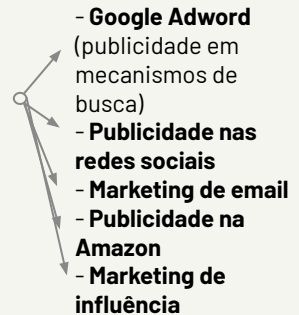 - Google Adword
(publicidade em
mecanismos de
busca)
- Publicidade nas
redes sociais
- Marketing de email
- Publicidade na
Amazon
- Marketing de
influência